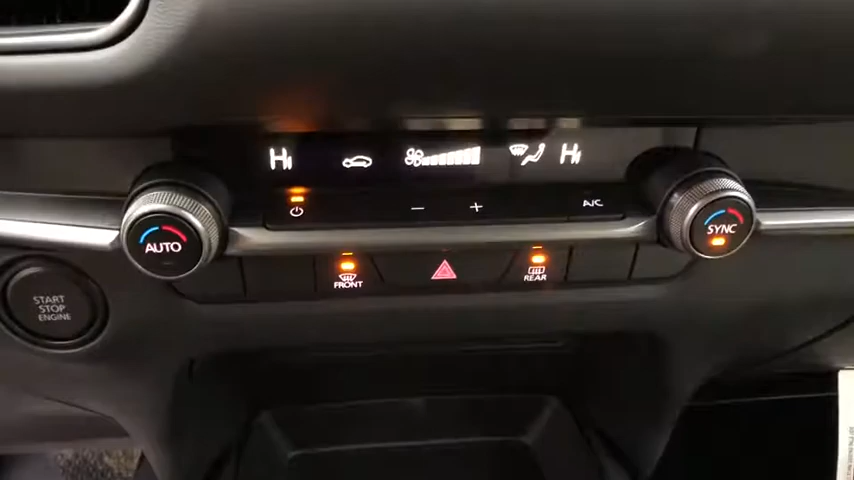 Hi
Hi
A/C
AUTO
SYNC
FRONT
REAR
START
STOP
ENGINE